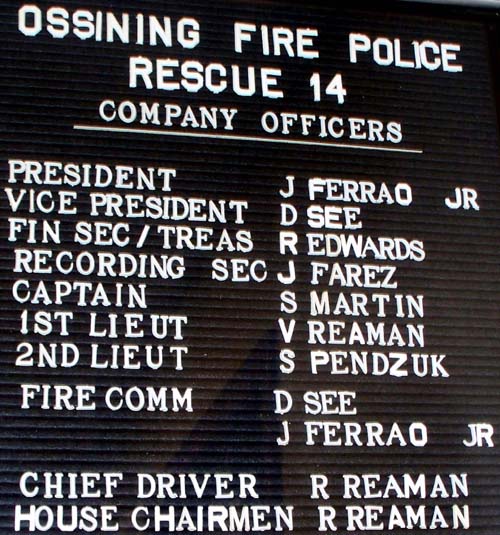 OSSINING FIRE POLICE
RESCUE 14
COMPANY OFFICERS
PRESIDENT J FERRAO JR
VICE PRESIDENT D SEE
FIN SEC/TREAS R EDWARDS
RECORDING SEC J FAREZ
CAPTAIN S MARTIN
1ST LIEUT V REAMAN
2ND LIEUT S PENDZUK
FIRE COMM D SEE
J FERRAO JR
CHIEF DRIVER R REAMAN
HOUSE CHAIRMEN R REAMAN